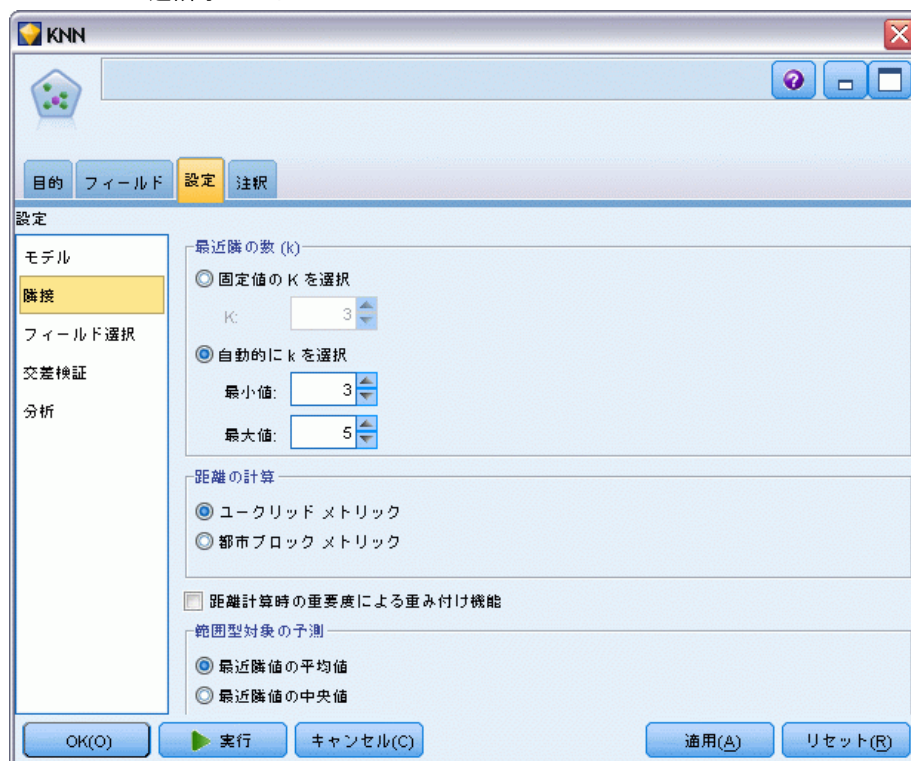 KNN
目的 フィールド 設定 注釈
設定
モデル
隣接
フィールド選択
交差検証
分析
最近隣の数 (k)
固定値の K を選択
K: 3
自動的に k を選択
最小値: 3
最大値: 5
距離の計算
ユークリッド メトリック
都市ブロック メトリック
距離計算時の重要度による重み付け機能
範囲型対象の予測
最近隣値の平均値
最近隣値の中央値
OK(O) 実行 キャンセル(C) 適用(A) リセット(R)